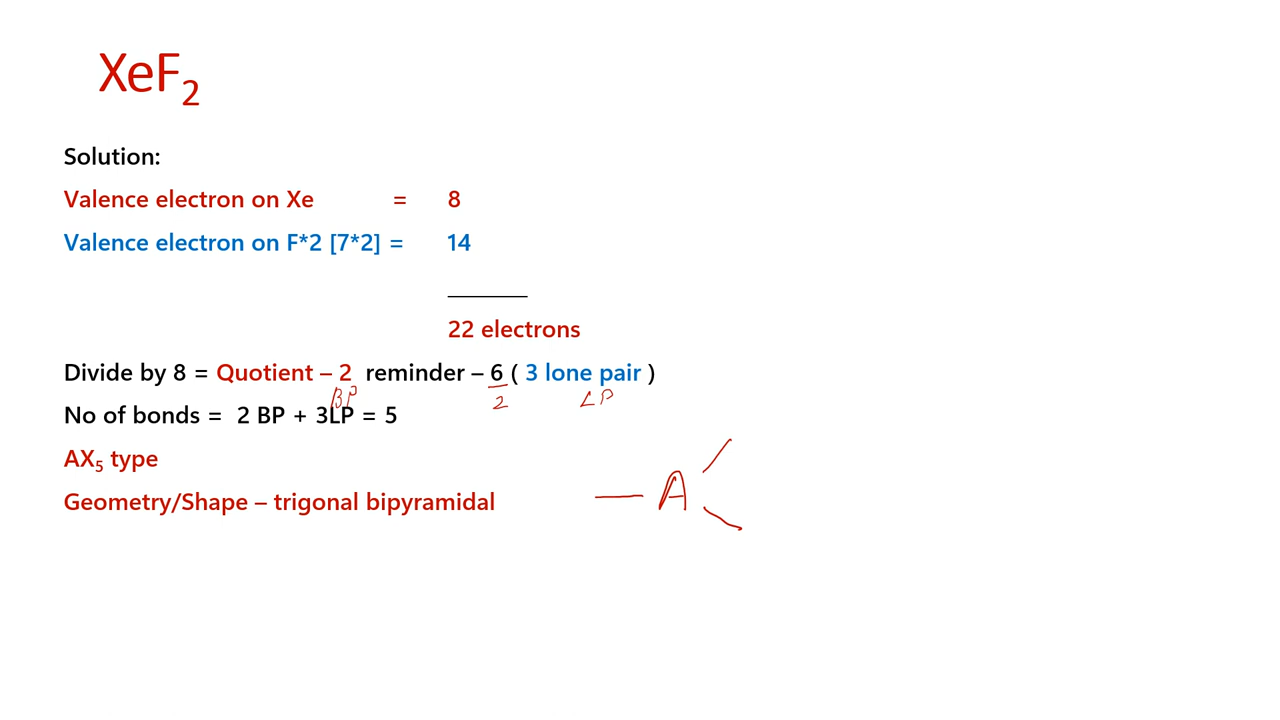 XeF₂
Solution:
Valence electron on Xe = 8
Valence electron on F*2 [7*2] = 14
22 electrons
Divide by 8 = Quotient – 2 reminder – 6 ( 3 lone pair )
BP 2 LP
No of bonds = 2 BP + 3LP = 5
AX₅ type
Geometry/Shape – trigonal bipyramidal
A